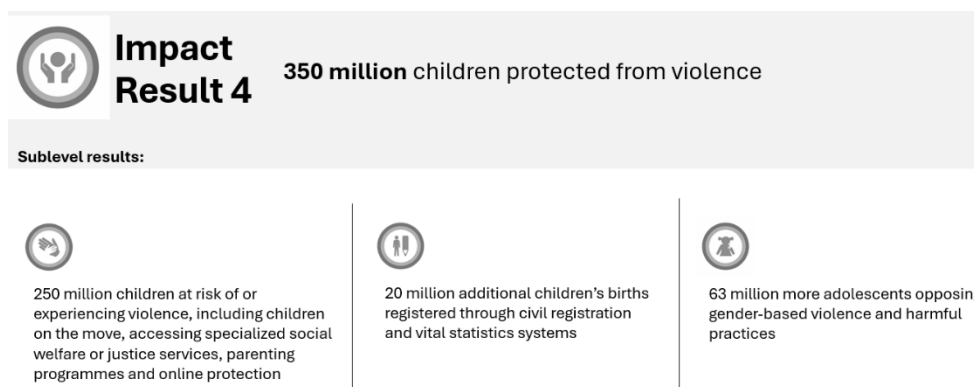 Impact
Result 4
350 million children protected from violence
Sublevel results:
250 million children at risk of or
experiencing violence, including children
on the move, accessing specialized social
welfare or justice services, parenting
programmes and online protection
20 million additional children’s births
registered through civil registration
and vital statistics systems
63 million more adolescents opposin
gender-based violence and harmful
practices